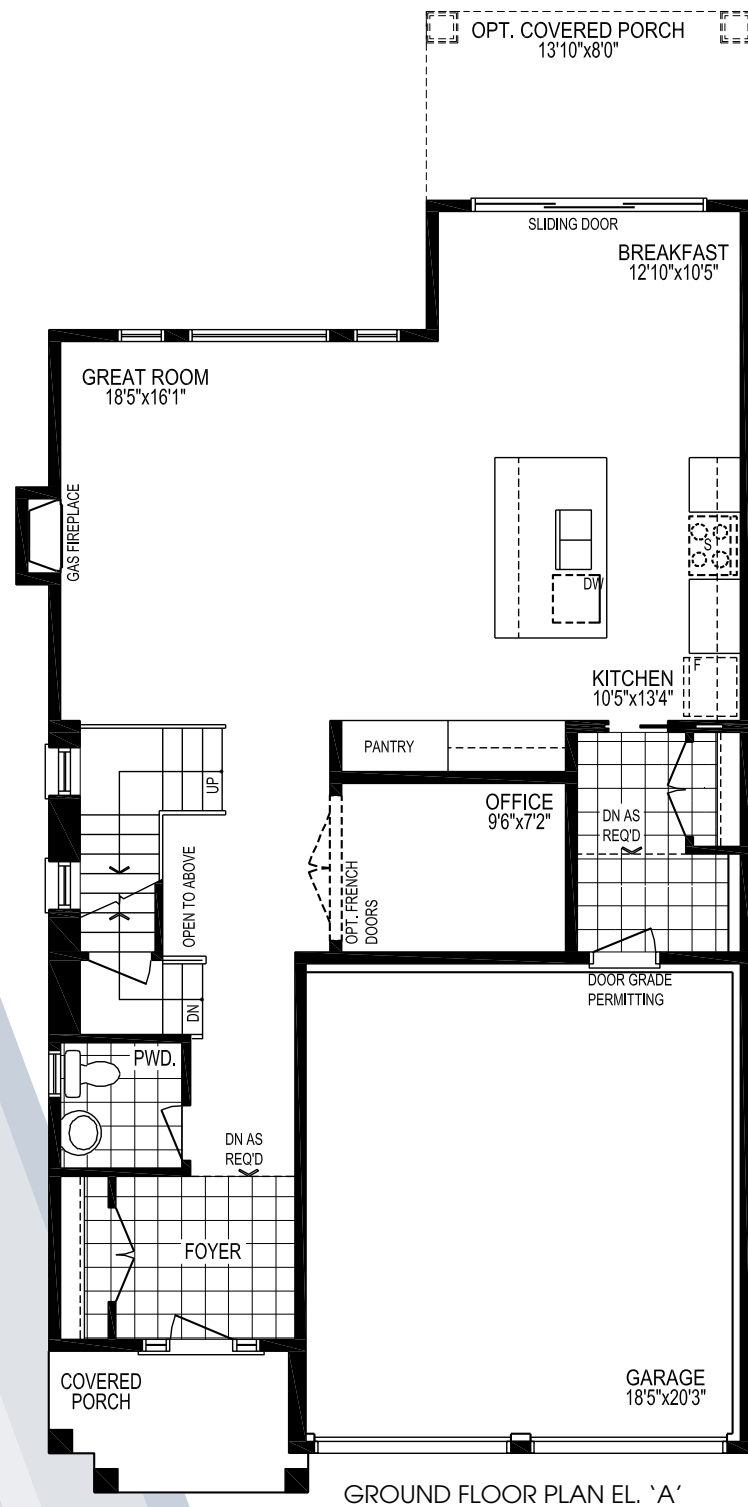 OPT. COVERED PORCH
13'10"x8'0"
SLIDING DOOR
BREAKFAST
12'10"x10'5"
GREAT ROOM
18'5"x16'1"
GAS FIREPLACE
S
DW
F
KITCHEN
10'5"x13'4"
PANTRY
UP
OFFICE
9'6"x7'2"
DN AS
REQ'D
OPEN TO ABOVE
OPT. FRENCH
DOORS
DN
DOOR GRADE
PERMITTING
PWD.
DN AS
REQ'D
FOYER
COVERED
PORCH
GARAGE
18'5"x20'3"
GROUND FLOOR PLAN EL. ‘A’